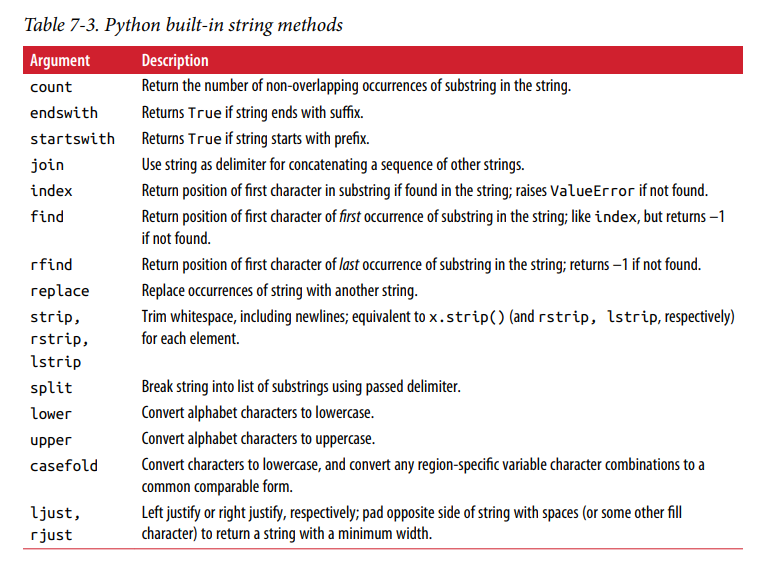 Table 7-3. Python built-in string methods
Argument Description
count Return the number of non-overlapping occurrences of substring in the string.
endswith Returns True if string ends with suffix.
startswith Returns True if string starts with prefix.
join Use string as delimiter for concatenating a sequence of other strings.
index Return position of first character in substring if found in the string; raises ValueError if not found.
find Return position of first character of first occurrence of substring in the string; like index, but returns –1
if not found.
rfind Return position of first character of last occurrence of substring in the string; returns –1 if not found.
replace Replace occurrences of string with another string.
strip, Trim whitespace, including newlines; equivalent to x.strip() (and rstrip, lstrip, respectively)
rstrip, for each element.
lstrip
split Break string into list of substrings using passed delimiter.
lower Convert alphabet characters to lowercase.
upper Convert alphabet characters to uppercase.
casefold Convert characters to lowercase, and convert any region-specific variable character combinations to a
common comparable form.
ljust, Left justify or right justify, respectively; pad opposite side of string with spaces (or some other fill
rjust character) to return a string with a minimum width.